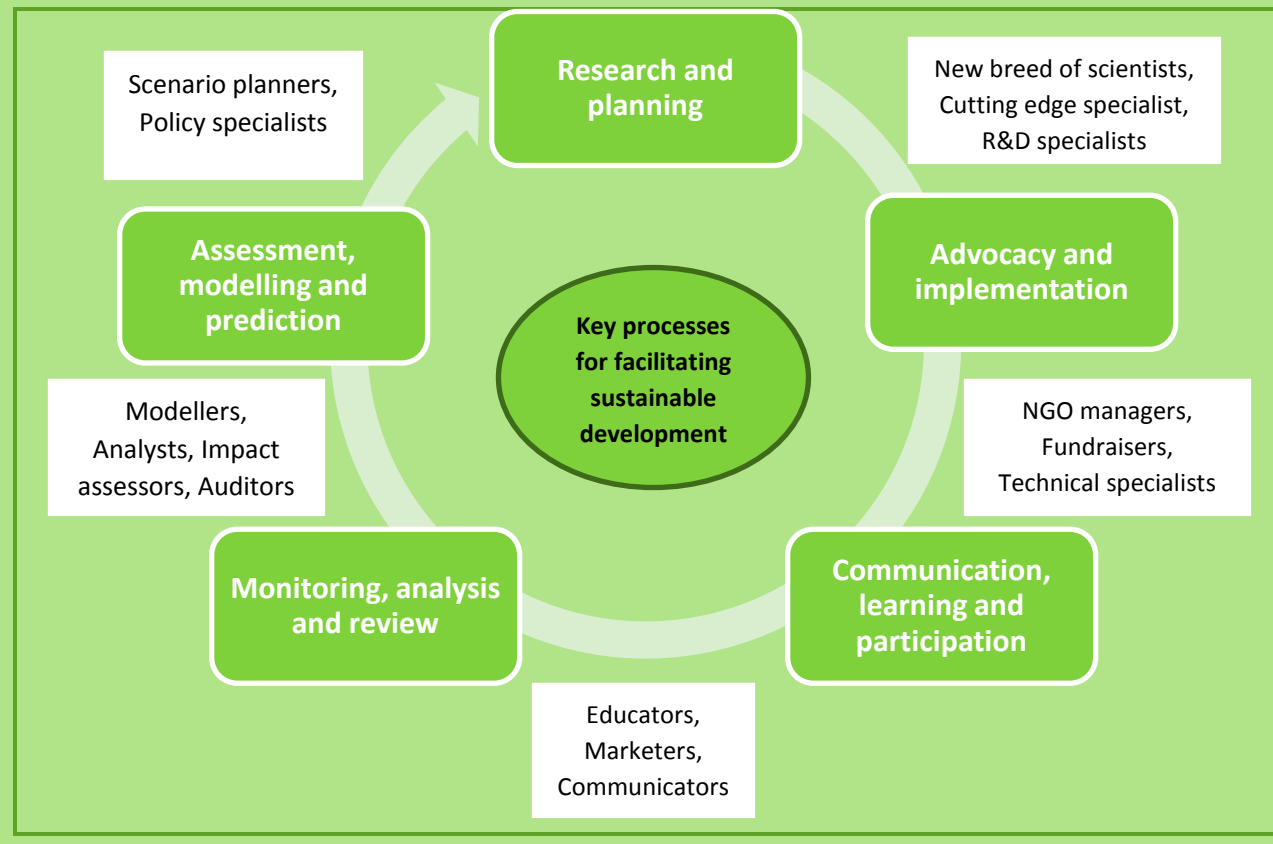 Research and
planning
New breed of scientists,
Cutting edge specialist,
R&D specialists
Advocacy and
implementation
NGO managers,
Fundraisers,
Technical specialists
Communication,
learning and
participation
Educators,
Marketers,
Communicators
Monitoring, analysis
and review
Modellers,
Analysts, Impact
assessors, Auditors
Assessment,
modelling and
prediction
Scenario planners,
Policy specialists
Key processes
for facilitating
sustainable
development